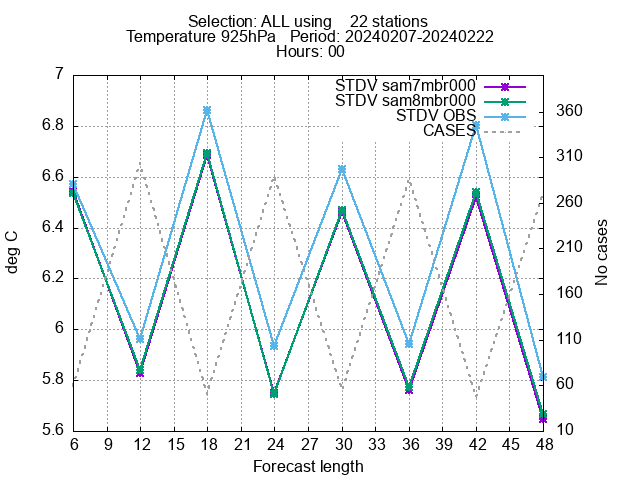 Selection: ALL using    22 stations
Temperature 925hPa   Period: 20240207-20240222
Hours: 00
STDV sam7mbr000
STDV sam8mbr000
STDV OBS
CASES
7
6.8
6.6
6.4
6.2
6
5.8
5.6
deg C
360
310
260
210
160
110
60
10
No cases
6 9 12 15 18 21 24 27 30 33 36 39 42 45 48
Forecast length